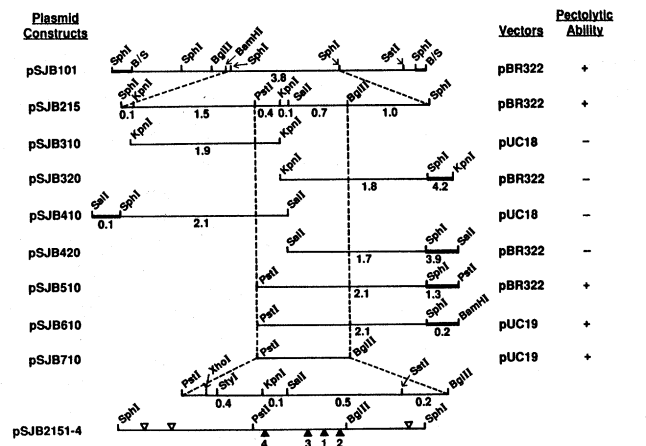 Plasmid Constructs Vectors Pectolytic Ability
SphI B/S SphI BglII BamHI SphI SphI SstI SphI B/S
pSJB101 3.8 pBR322 +
SphI KpnI PstI KpnI SalI BglII SphI
pSJB215 0.1 1.5 0.4 0.1 0.7 1.0 pBR322 +
KpnI KpnI
pSJB310 1.9 pUC18 –
KpnI SphI KpnI
pSJB320 1.8 4.2 pBR322 –
SalI SphI SalI
pSJB410 0.1 2.1 pUC18 –
SalI SphI SalI
pSJB420 1.7 3.9 pBR322 –
PstI SphI PstI
pSJB510 2.1 1.3 pBR322 +
PstI SphI BamHI
pSJB610 2.1 0.2 pUC19 +
PstI BglII
pSJB710 pUC19 +
PstI XhoI StyI KpnI SalI SstI BglII
0.4 0.1 0.5 0.2
SphI PstI BglII SphI
pSJB2151-4
4 3 1 2